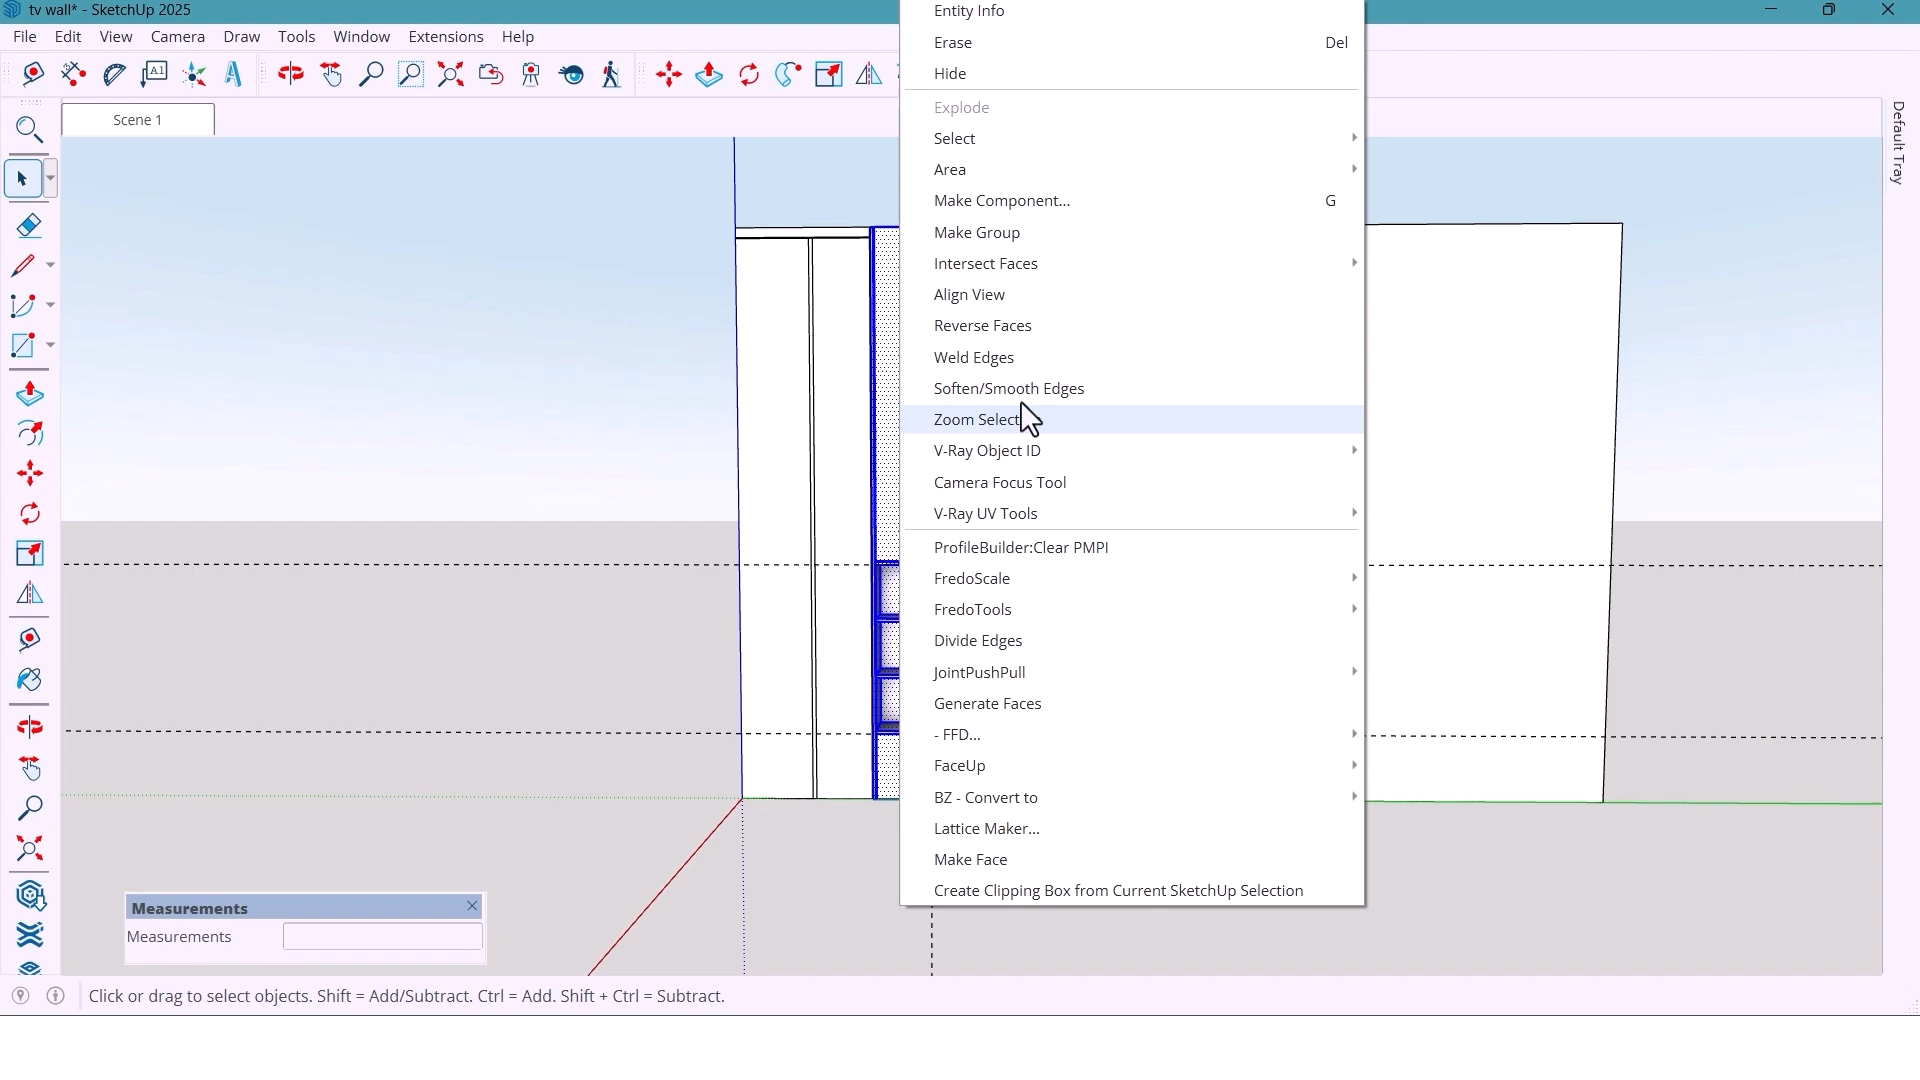 tv wall* - SketchUp 2025
File Edit View Camera Draw Tools Window Extensions Help
A1
Scene 1
Default Tray
Entity Info
Erase Del
Hide
Explode
Select
Area
Make Component... G
Make Group
Intersect Faces
Align View
Reverse Faces
Weld Edges
Soften/Smooth Edges
Zoom Select
V-Ray Object ID
Camera Focus Tool
V-Ray UV Tools
ProfileBuilder:Clear PMPI
FredoScale
FredoTools
Divide Edges
JointPushPull
Generate Faces
- FFD...
FaceUp
BZ - Convert to
Lattice Maker...
Make Face
Create Clipping Box from Current SketchUp Selection
Measurements
Measurements
Click or drag to select objects. Shift = Add/Subtract. Ctrl = Add. Shift + Ctrl = Subtract.